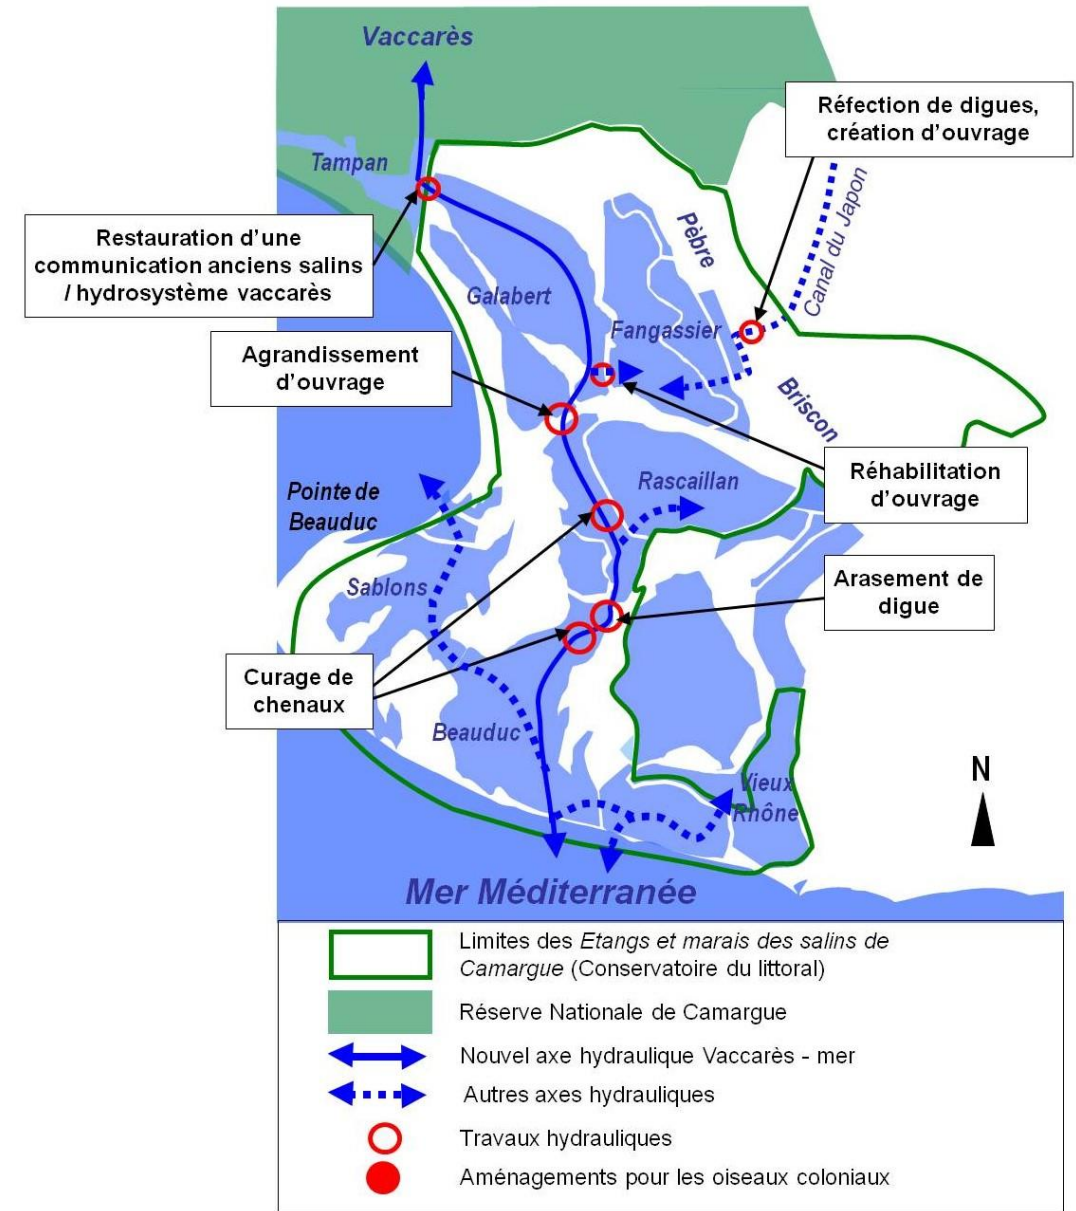 Vaccarès
Réfection de digues,
création d’ouvrage
Tampan
Canal du Japon
Pèbre
Restauration d’une
communication anciens salins
/ hydrosystème vaccarès
Galabert
Fangassier
Agrandissement
d’ouvrage
Briscon
Réhabilitation
d’ouvrage
Rascaillan
Pointe de
Beauduc
Sablons
Arasement de
digue
Curage de
chenaux
Beauduc
N
Vieux
Rhône
Mer Méditerranée
Limites des Etangs et marais des salins de
Camargue (Conservatoire du littoral)
Réserve Nationale de Camargue
Nouvel axe hydraulique Vaccarès - mer
Autres axes hydrauliques
Travaux hydrauliques
Aménagements pour les oiseaux coloniaux